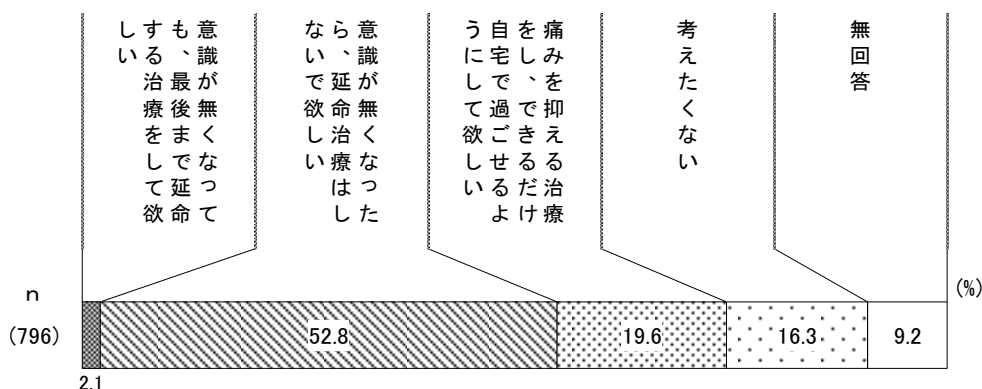 意識が無くなって
も、最後まで延命
する治療をして欲
しい
意識が無くなった
ら、延命治療はし
ないで欲しい
痛みを抑える治療
をし、できるだけ
自宅で過ごせるよ
うにして欲しい
考えたくない
無回答
(%)
n
(796)
2.1
52.8
19.6
16.3
9.2